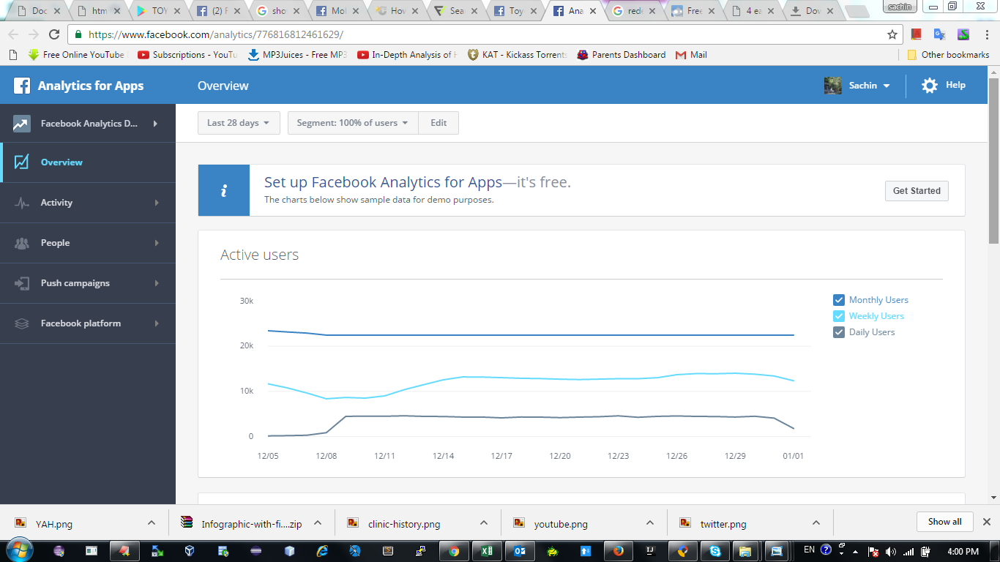 Doc
htm
TOY
(2) F
sho
Mol
How
Sea
Toy
Ana
rede
Free
4 ea
Dow
sachin
https://www.facebook.com/analytics/776816812461629/
Free Online YouTube
Subscriptions - YouTu
MP3Juices - Free MP3
In-Depth Analysis of H
KAT - Kickass Torrents
Parents Dashboard
Mail
Other bookmarks
Analytics for Apps
Overview
Sachin
Help
Facebook Analytics D...
Last 28 days
Segment: 100% of users
Edit
Overview
Activity
People
Push campaigns
Facebook platform
Set up Facebook Analytics for Apps—it's free.
The charts below show sample data for demo purposes.
Get Started
Active users
30k
20k
10k
0
12/05
12/08
12/11
12/14
12/17
12/20
12/23
12/26
12/29
01/01
Monthly Users
Weekly Users
Daily Users
YAH.png
Infographic-with-fi....zip
clinic-history.png
youtube.png
twitter.png
Show all
EN
4:00 PM